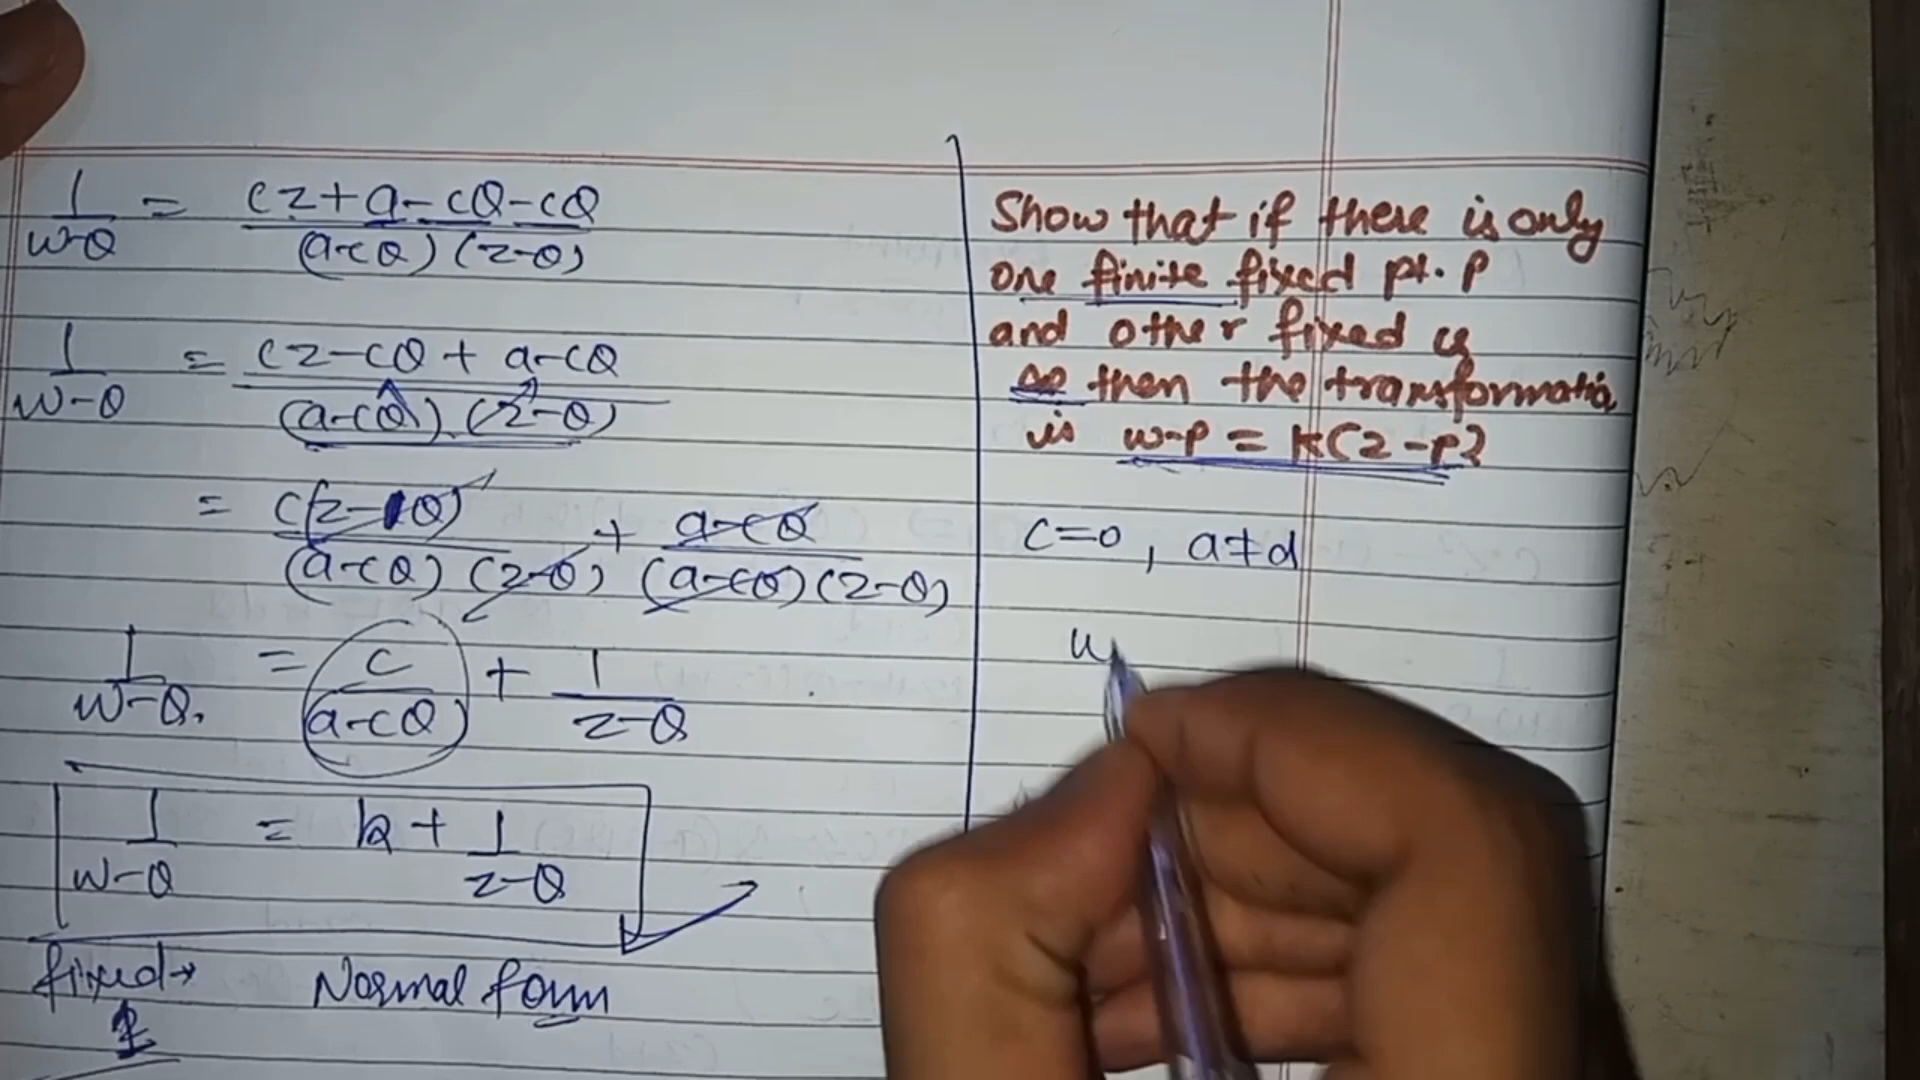 1/w-Q = cz+a-cQ-cQ/(a-cQ)(z-Q)
1/w-Q = cz-cQ+a-cQ/(a-cQ).(z-Q)
= c(z-Q)/(a-cQ)(z-Q) + a-cQ/(a-cQ)(z-Q)
1/w-Q. = c/a-cQ + 1/z-Q
1/w-Q = k + 1/z-Q
fixed→ Normal form
1
Show that if there is only
one finite fixed pt. P
and other fixed is
∞ then the transformatio
is w-p = k(z-p)
c=0, a≠d
w